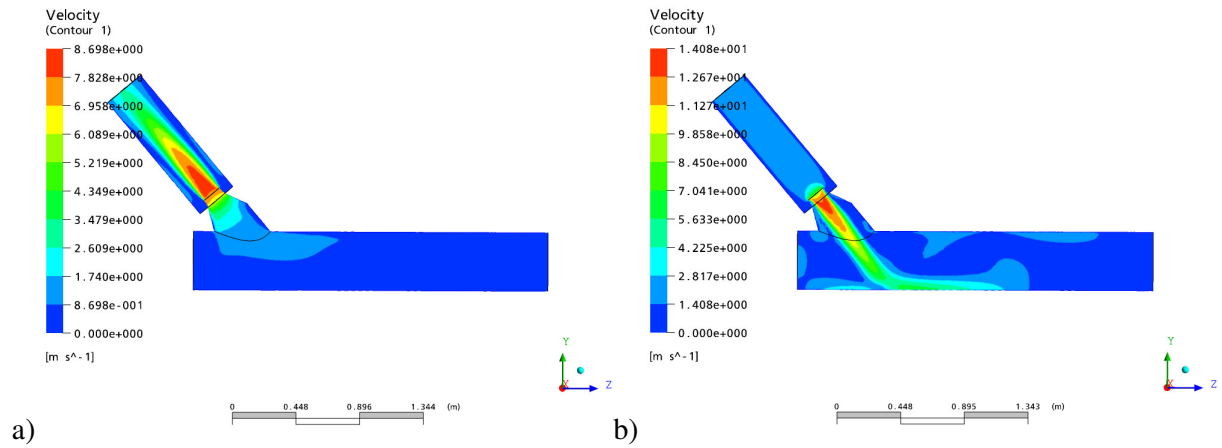 Velocity
(Contour 1)
8.698e+000
7.828e+000
6.958e+000
6.089e+000
5.219e+000
4.349e+000
3.479e+000
2.609e+000
1.740e+000
8.698e-001
0.000e+000
[m s^-1]
Y
X
Z
0 0.448 0.896 1.344 (m)
a)
Velocity
(Contour 1)
1.408e+001
1.267e+001
1.127e+001
9.858e+000
8.450e+000
7.041e+000
5.633e+000
4.225e+000
2.817e+000
1.408e+000
0.000e+000
[m s^-1]
Y
X
Z
0 0.448 0.895 1.343 (m)
b)